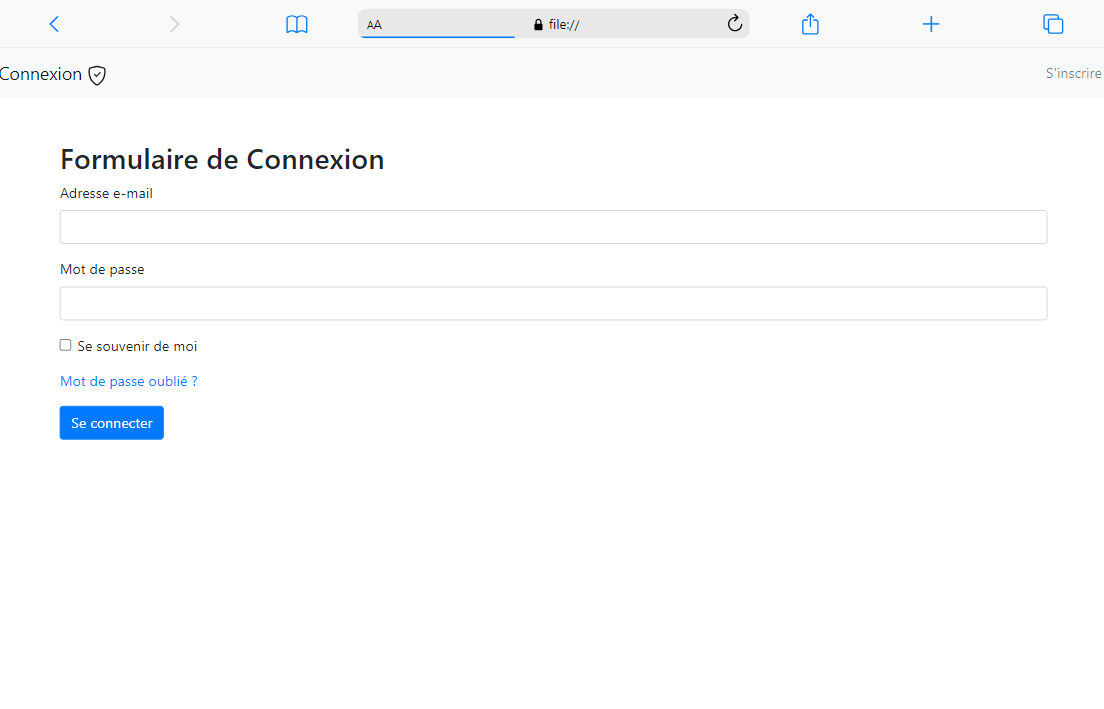 AA
file://
Connexion
S'inscrire
Formulaire de Connexion
Adresse e-mail
Mot de passe
Se souvenir de moi
Mot de passe oublié ?
Se connecter